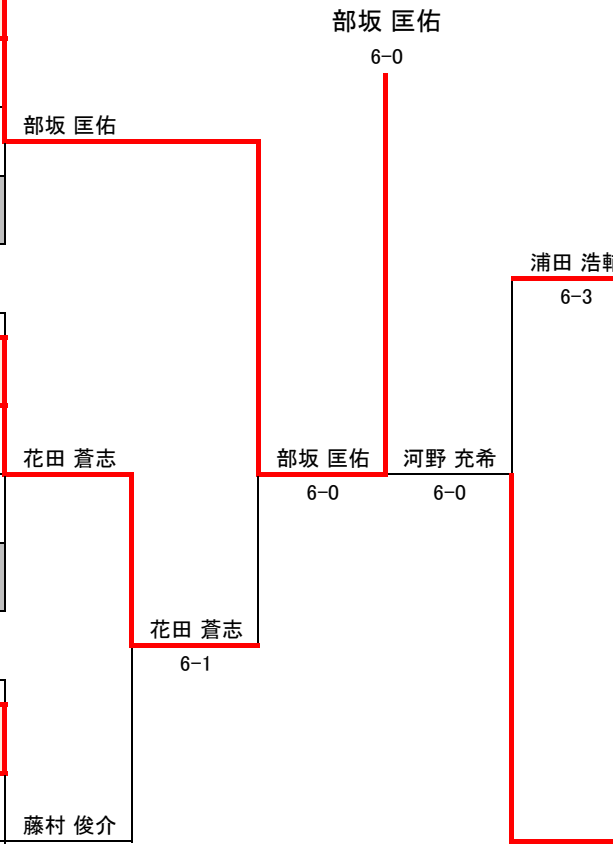 部坂 匡佑
6-0
部坂 匡佑
浦田 浩
6-3
花田 蒼志
部坂 匡佑
河野 充希
6-0
6-0
花田 蒼志
6-1
藤村 俊介